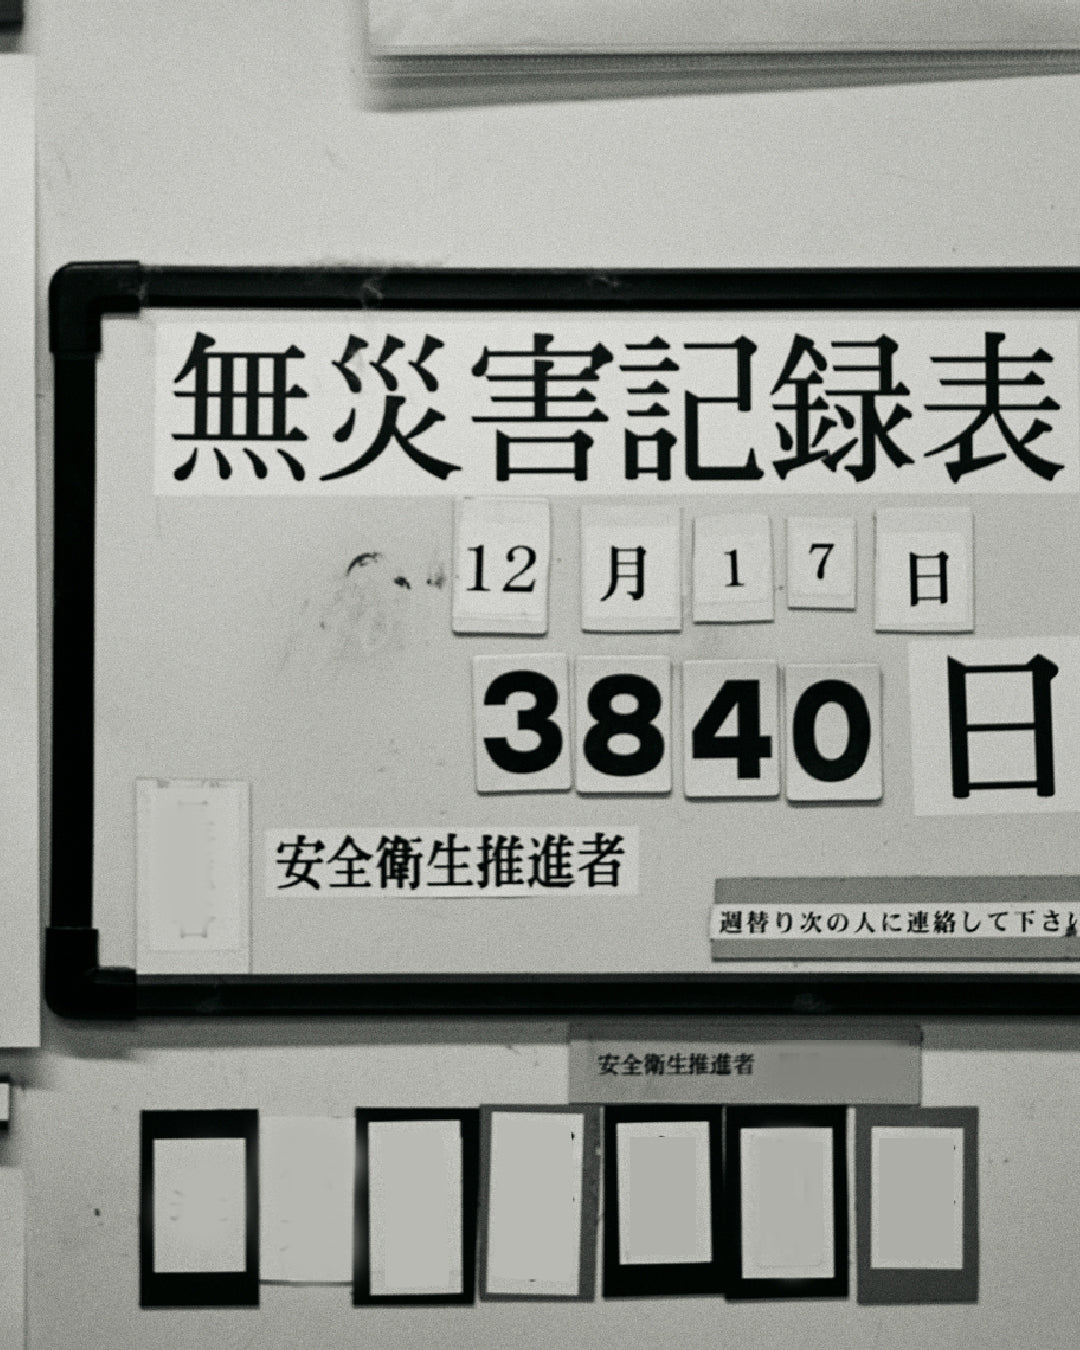 無災害記録表
12月17日
3840日
安全衛生推進者
週替り次の人に連絡して下さい
安全衛生推進者